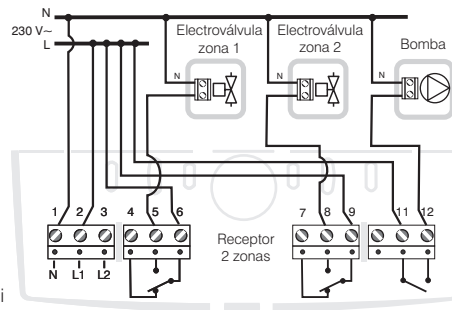 N
230 V~
L
Electroválvula
zona 1
Electroválvula
zona 2
Bomba
N
N
N
1 2 3 4 5 6
7 8 9 11 12
Receptor
2 zonas
N L1 L2
i